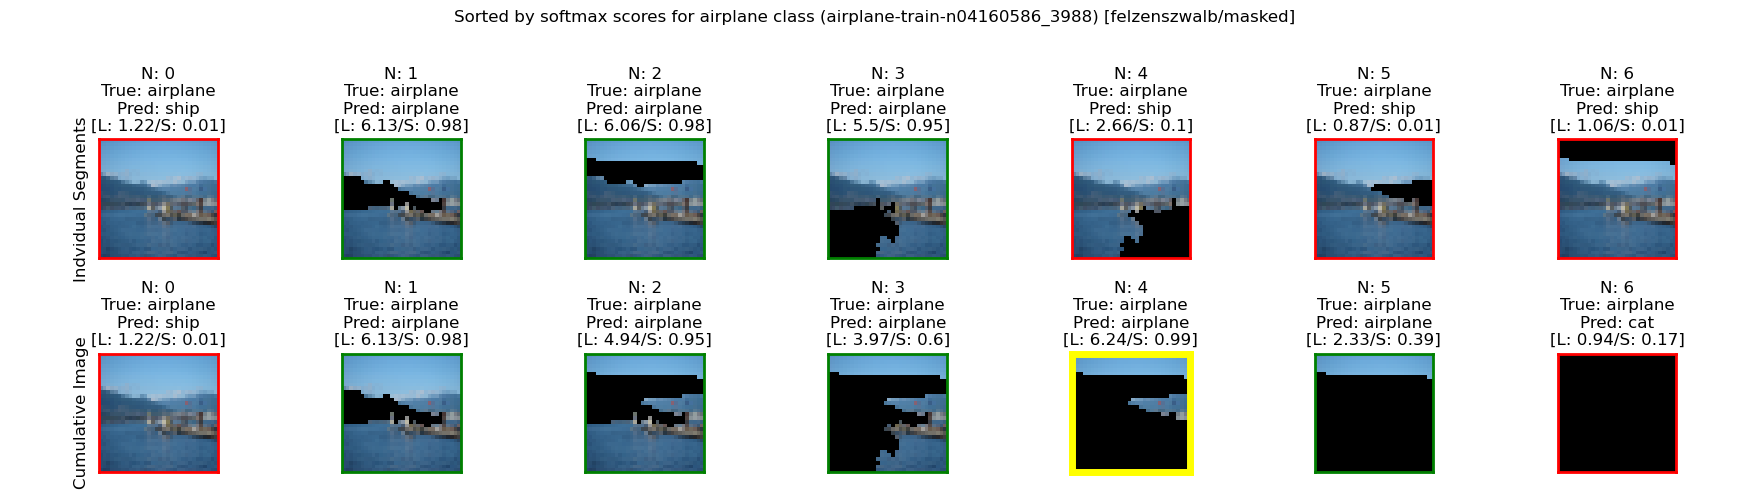 Sorted by softmax scores for airplane class (airplane-train-n04160586_3988) [felzenszwalb/masked]
Indvidual Segments
N: 0
True: airplane
Pred: ship
[L: 1.22/S: 0.01]
N: 1
True: airplane
Pred: airplane
[L: 6.13/S: 0.98]
N: 2
True: airplane
Pred: airplane
[L: 6.06/S: 0.98]
N: 3
True: airplane
Pred: airplane
[L: 5.5/S: 0.95]
N: 4
True: airplane
Pred: ship
[L: 2.66/S: 0.1]
N: 5
True: airplane
Pred: ship
[L: 0.87/S: 0.01]
N: 6
True: airplane
Pred: ship
[L: 1.06/S: 0.01]
Cumulative Image
N: 0
True: airplane
Pred: ship
[L: 1.22/S: 0.01]
N: 1
True: airplane
Pred: airplane
[L: 6.13/S: 0.98]
N: 2
True: airplane
Pred: airplane
[L: 4.94/S: 0.95]
N: 3
True: airplane
Pred: airplane
[L: 3.97/S: 0.6]
N: 4
True: airplane
Pred: airplane
[L: 6.24/S: 0.99]
N: 5
True: airplane
Pred: airplane
[L: 2.33/S: 0.39]
N: 6
True: airplane
Pred: cat
[L: 0.94/S: 0.17]